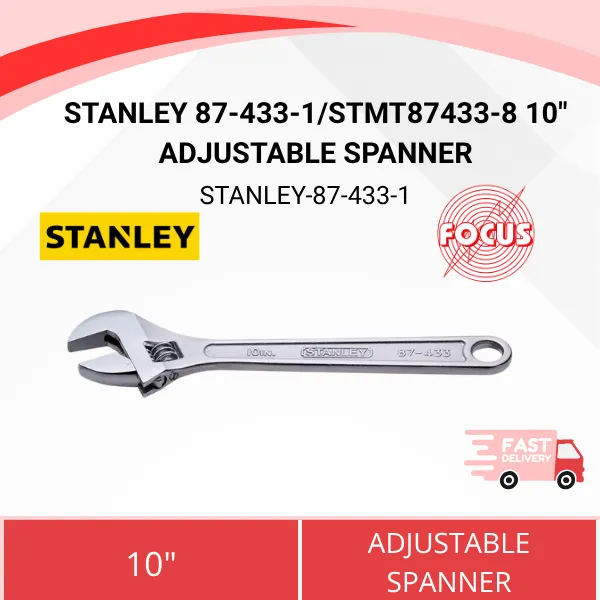 STANLEY 87-433-1/STMT87433-8 10"
ADJUSTABLE SPANNER
STANLEY-87-433-1
STANLEY
FOCUS
10IN. STANLEY 87-433
FAST
DELIVERY
10"
ADJUSTABLE
SPANNER